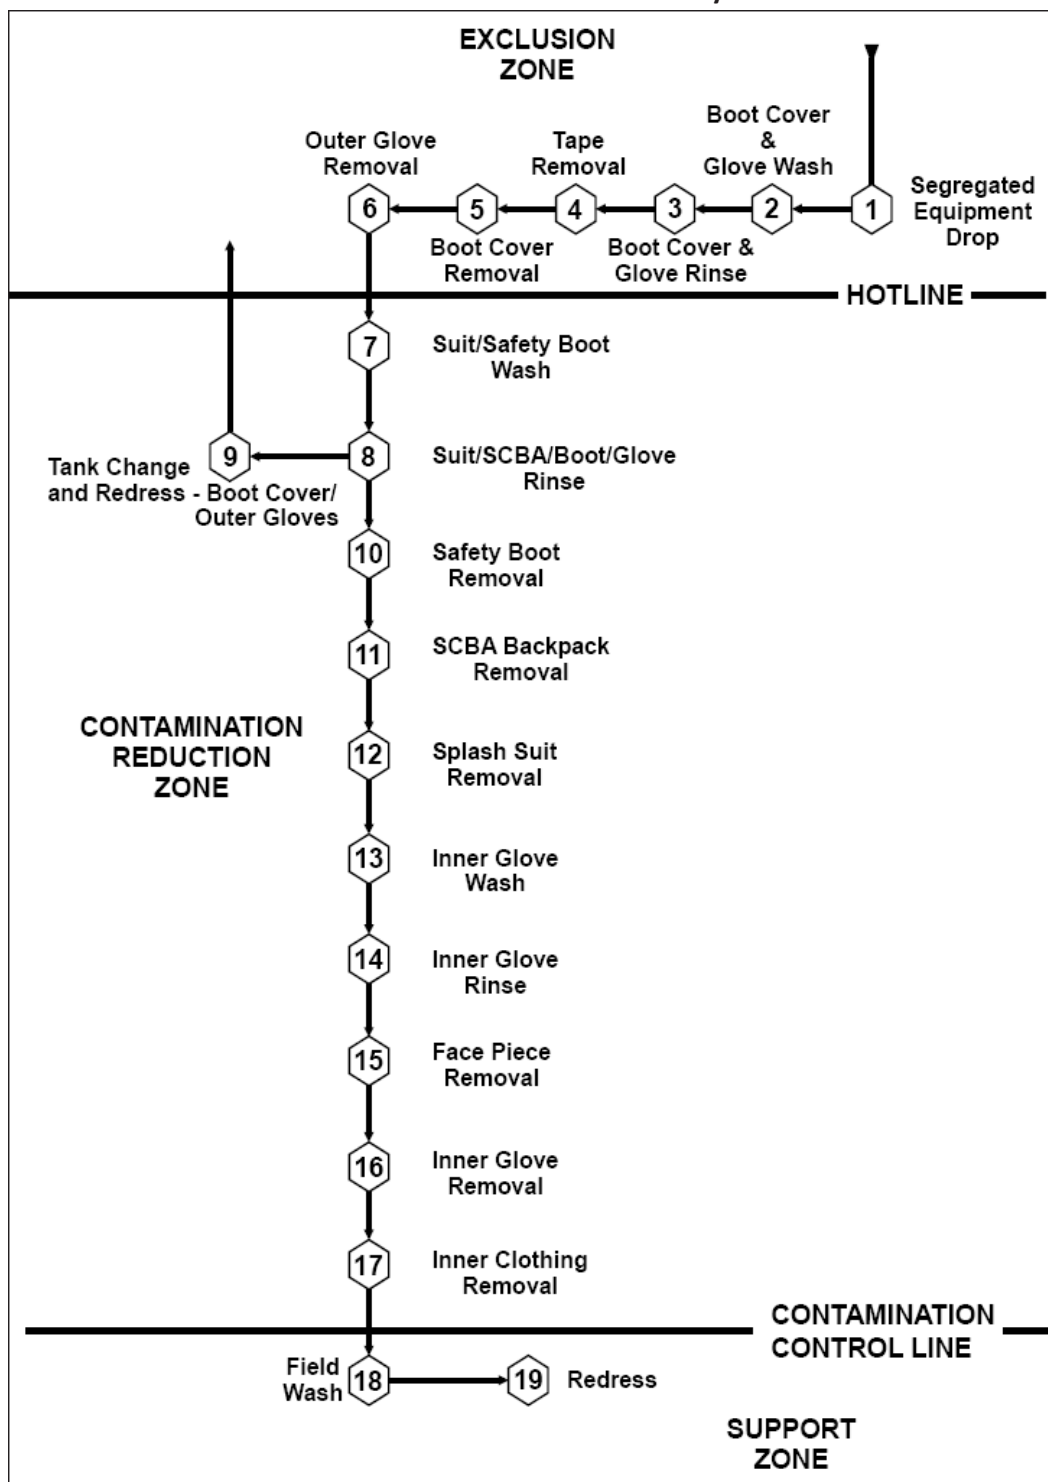 EXCLUSION
ZONE
Boot Cover
&
Glove Wash
Outer Glove
Removal
Tape
Removal
6
5
4
3
2
1
Segregated
Equipment
Drop
Boot Cover
Removal
Boot Cover &
Glove Rinse
HOTLINE
7
Suit/Safety Boot
Wash
9
8
Suit/SCBA/Boot/Glove
Rinse
Tank Change
and Redress - Boot Cover/
Outer Gloves
10
Safety Boot
Removal
11
SCBA Backpack
Removal
CONTAMINATION
REDUCTION
ZONE
12
Splash Suit
Removal
13
Inner Glove
Wash
14
Inner Glove
Rinse
15
Face Piece
Removal
16
Inner Glove
Removal
17
Inner Clothing
Removal
CONTAMINATION
CONTROL LINE
Field
Wash
18
19
Redress
SUPPORT
ZONE